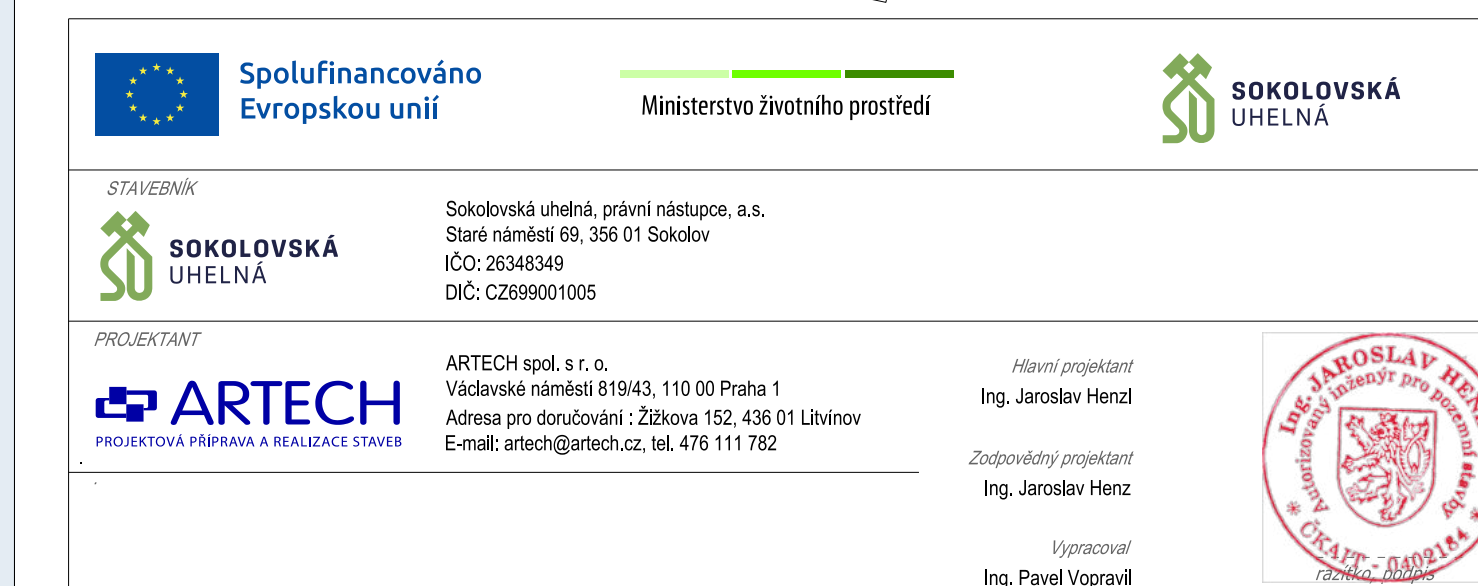 Spolufinancováno
Evropskou unií
Ministerstvo životního prostředí
SOKOLOVSKÁ
UHELNÁ
STAVEBNÍK
SOKOLOVSKÁ
UHELNÁ
Sokolovská uhelná, právní nástupce, a.s.
Staré náměstí 69, 356 01 Sokolov
IČO: 26348349
DIČ: CZ699001005
PROJEKTANT
ARTECH
PROJEKTOVÁ PŘÍPRAVA A REALIZACE STAVEB
ARTECH spol. s r. o.
Václavské náměstí 819/43, 110 00 Praha 1
Adresa pro doručování : Žižkova 152, 436 01 Litvínov
E-mail: artech@artech.cz, tel. 476 111 782
Hlavní projektant
Ing. Jaroslav Henzl
Zodpovědný projektant
Ing. Jaroslav Henz
Vypracoval
Ing. Pavel Vopravil
Ing. JAROSLAV HEN
Autorizovaný inženýr pro pozemní stavby
* ČKAIT - 0402184 *
razítko, podpis